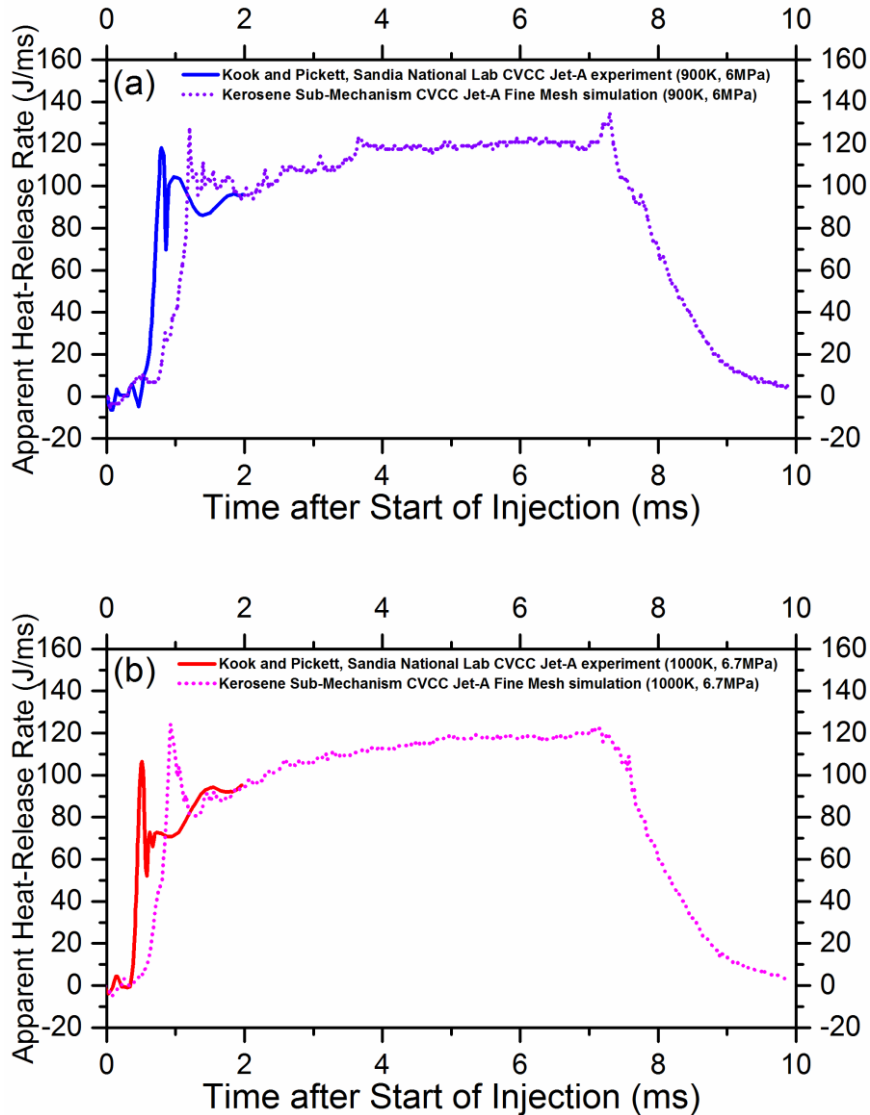 0 2 4 6 8 10
160 160
140 140
120 120
100 100
80 80
60 60
40 40
20 20
0 0
-20 -20
0 2 4 6 8 10
(a)
Kook and Pickett, Sandia National Lab CVCC Jet-A experiment (900K, 6MPa)
Kerosene Sub-Mechanism CVCC Jet-A Fine Mesh simulation (900K, 6MPa)
Apparent Heat-Release Rate (J/ms)
Time after Start of Injection (ms)
0 2 4 6 8 10
160 160
140 140
120 120
100 100
80 80
60 60
40 40
20 20
0 0
-20 -20
0 2 4 6 8 10
(b)
Kook and Pickett, Sandia National Lab CVCC Jet-A experiment (1000K, 6.7MPa)
Kerosene Sub-Mechanism CVCC Jet-A Fine Mesh simulation (1000K, 6.7MPa)
Apparent Heat-Release Rate (J/ms)
Time after Start of Injection (ms)